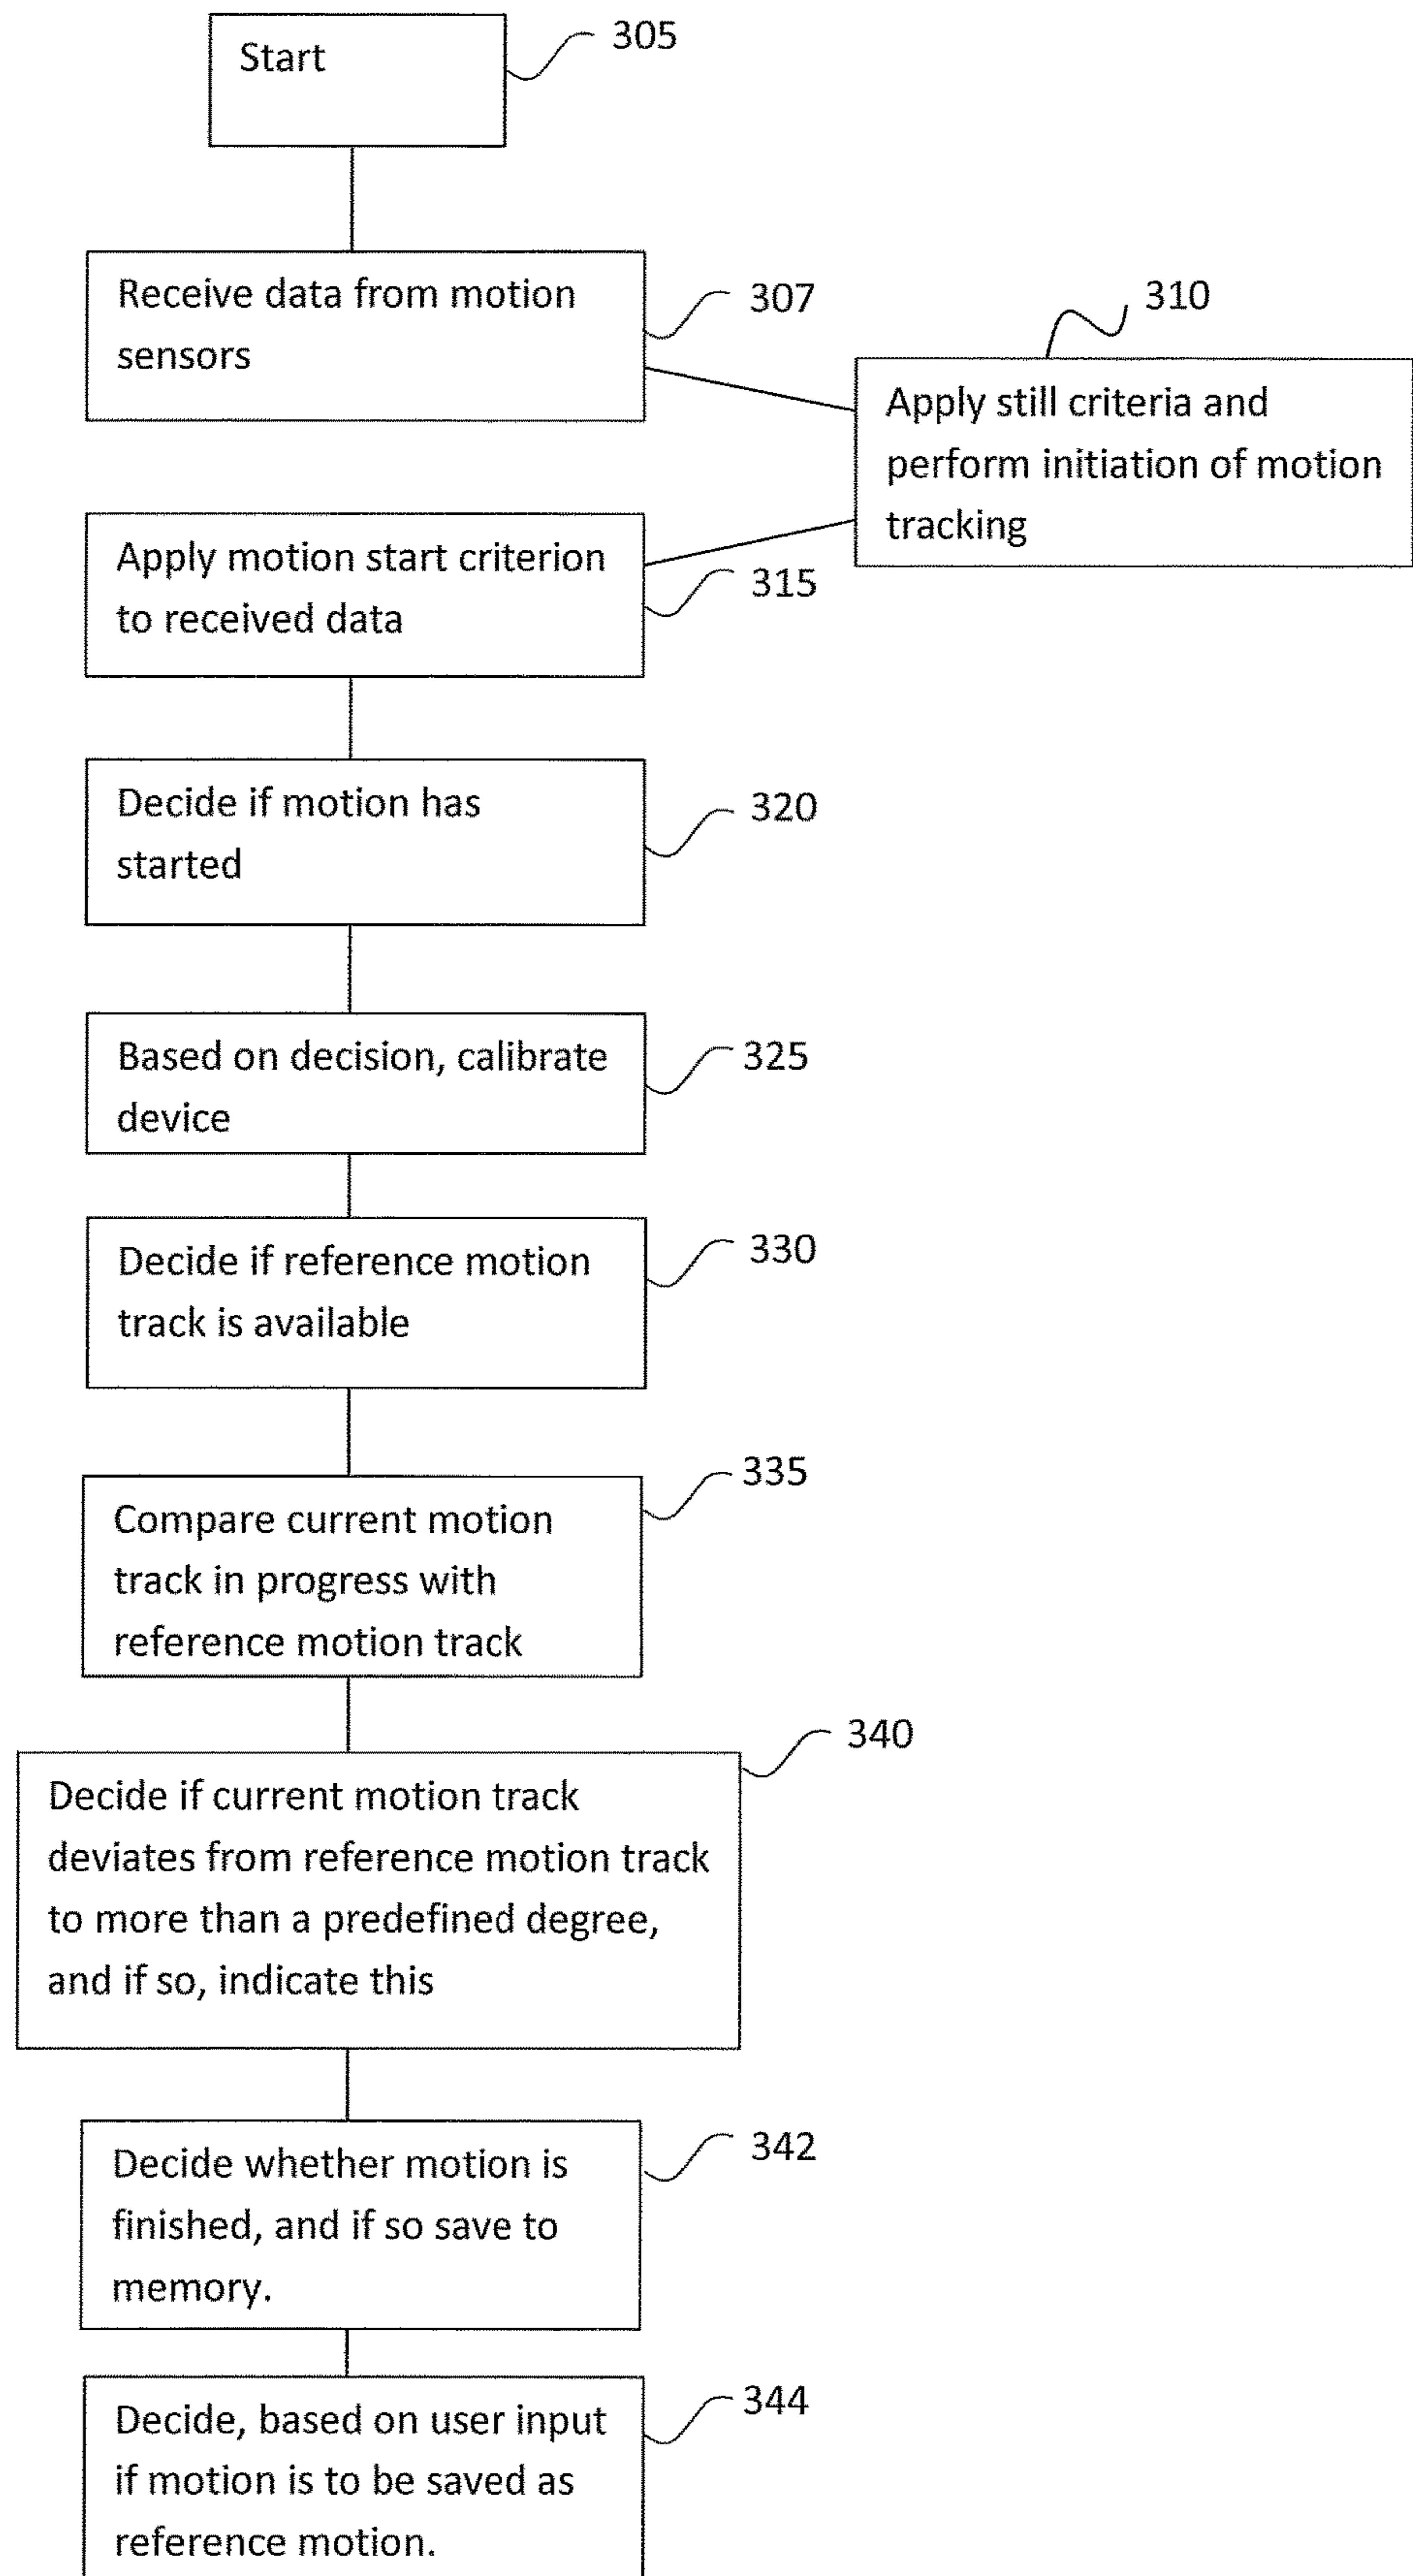 Start
305
Receive data from motion
sensors
307
310
Apply still criteria and
perform initiation of motion
tracking
Apply motion start criterion
to received data
315
Decide if motion has
started
320
Based on decision, calibrate
device
325
Decide if reference motion
track is available
330
Compare current motion
track in progress with
reference motion track
335
340
Decide if current motion track
deviates from reference motion track
to more than a predefined degree,
and if so, indicate this
Decide whether motion is
finished, and if so save to
memory.
342
Decide, based on user input
if motion is to be saved as
reference motion.
344